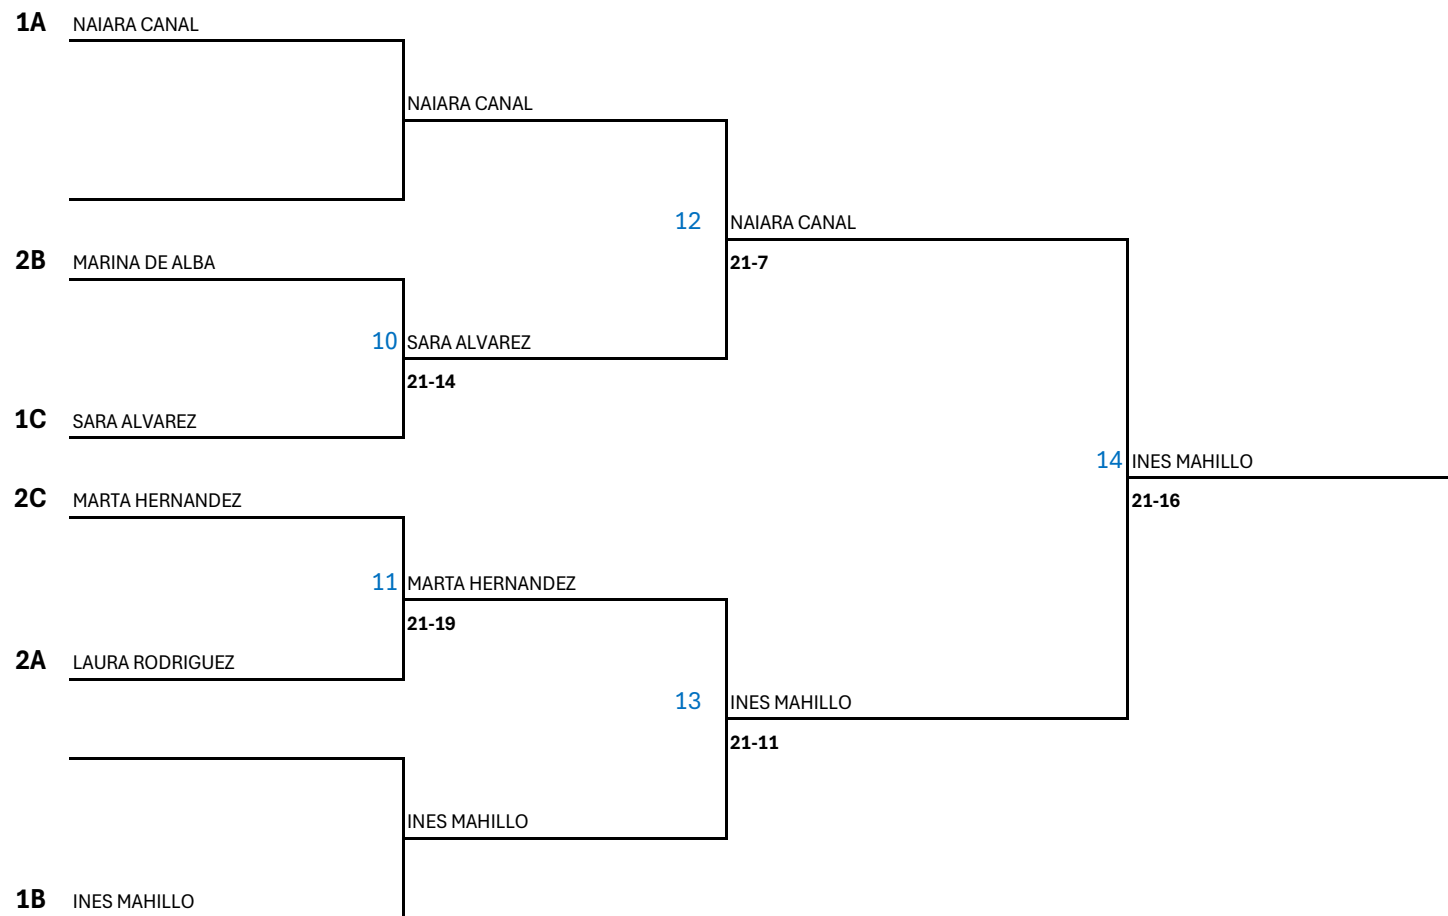 1A NAIARA CANAL
NAIARA CANAL
12 NAIARA CANAL
21-7
2B MARINA DE ALBA
10 SARA ALVAREZ
21-14
1C SARA ALVAREZ
14 INES MAHILLO
21-16
2C MARTA HERNANDEZ
11 MARTA HERNANDEZ
21-19
2A LAURA RODRIGUEZ
13 INES MAHILLO
21-11
INES MAHILLO
1B INES MAHILLO